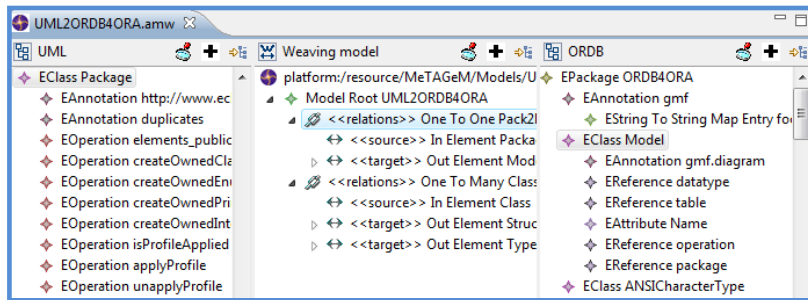 UML2ORDB4ORA.amw
UML
EClass Package
EAnnotation http://www.ec
EAnnotation duplicates
EOperation elements_public
EOperation createOwnedCla
EOperation createOwnedEnu
EOperation createOwnedPri
EOperation createOwnedInt
EOperation isProfileApplied
EOperation applyProfile
EOperation unapplyProfile
Weaving model
platform:/resource/MeTAGeM/Models/U
Model Root UML2ORDB4ORA
<<relations>> One To One Pack2
<<source>> In Element Packa
<<target>> Out Element Mod
<<relations>> One To Many Class
<<source>> In Element Class
<<target>> Out Element Struc
<<target>> Out Element Type
ORDB
EPackage ORDB4ORA
EAnnotation gmf
EString To String Map Entry fo
EClass Model
EAnnotation gmf.diagram
EReference datatype
EReference table
EAttribute Name
EReference operation
EReference package
EClass ANSICharacterType